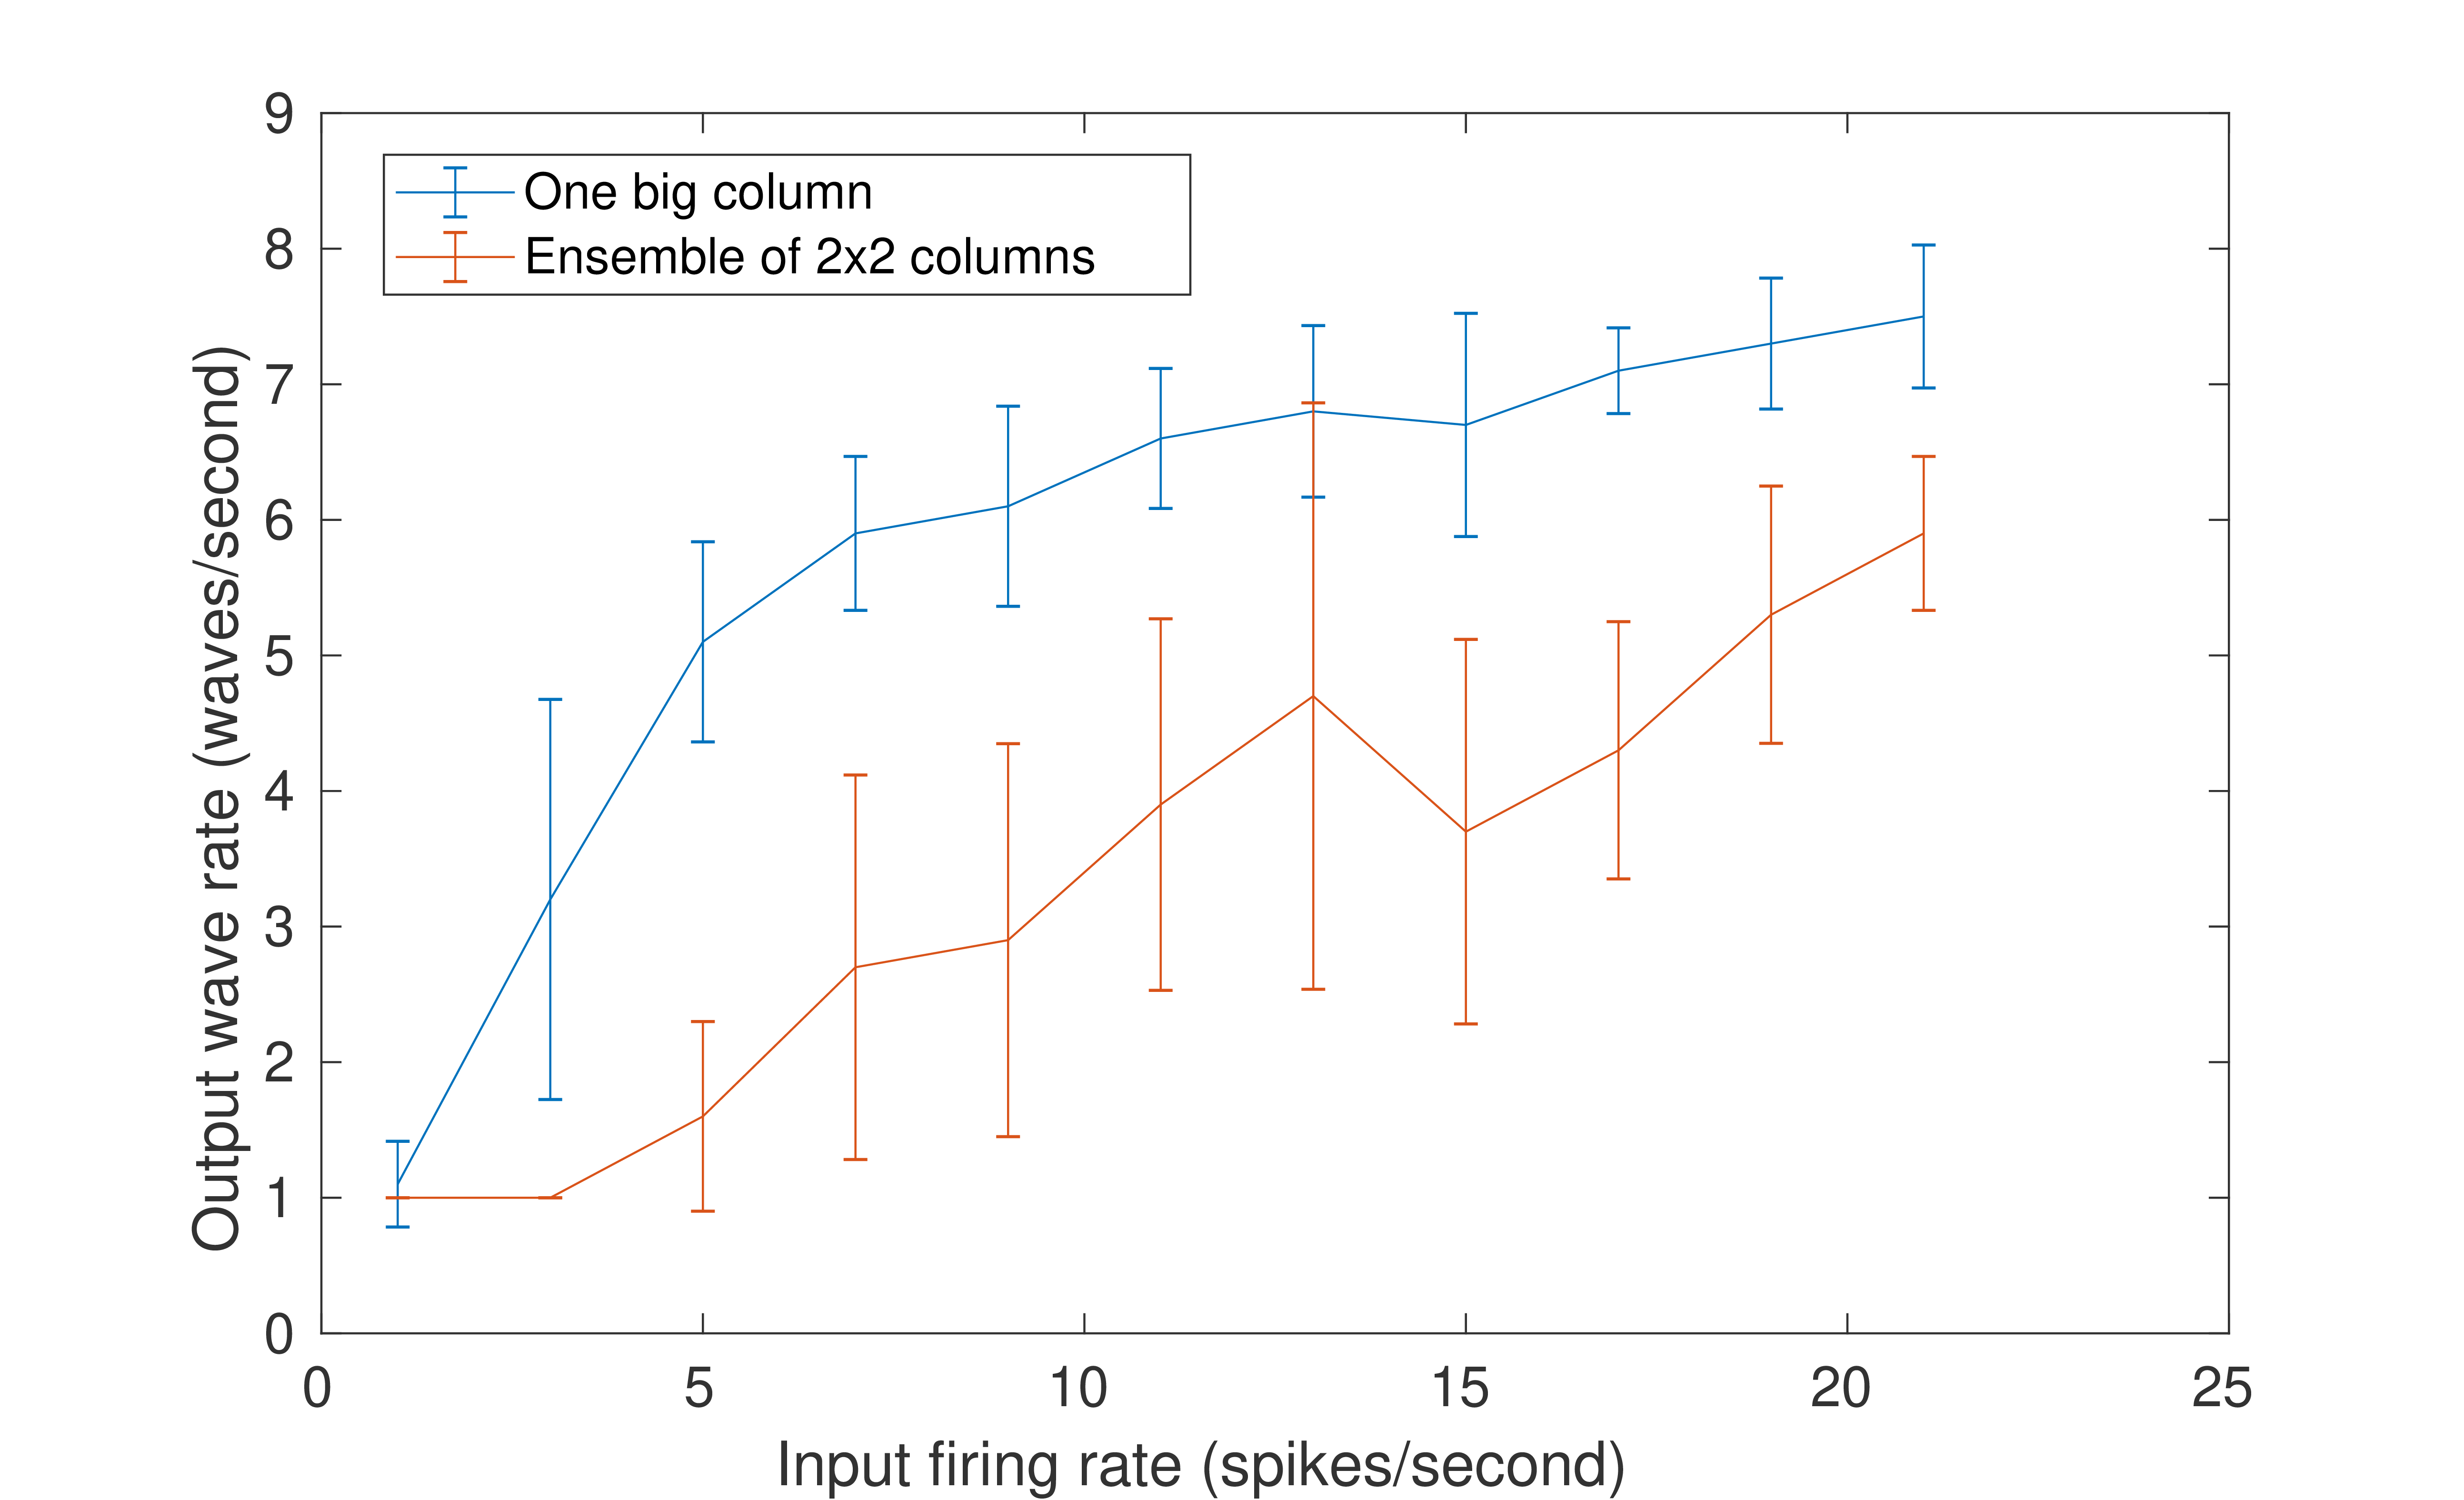 9
8
7
6
5
4
3
2
1
0
Output wave rate (waves/second)
One big column
Ensemble of 2x2 columns
0 5 10 15 20 25
Input firing rate (spikes/second)